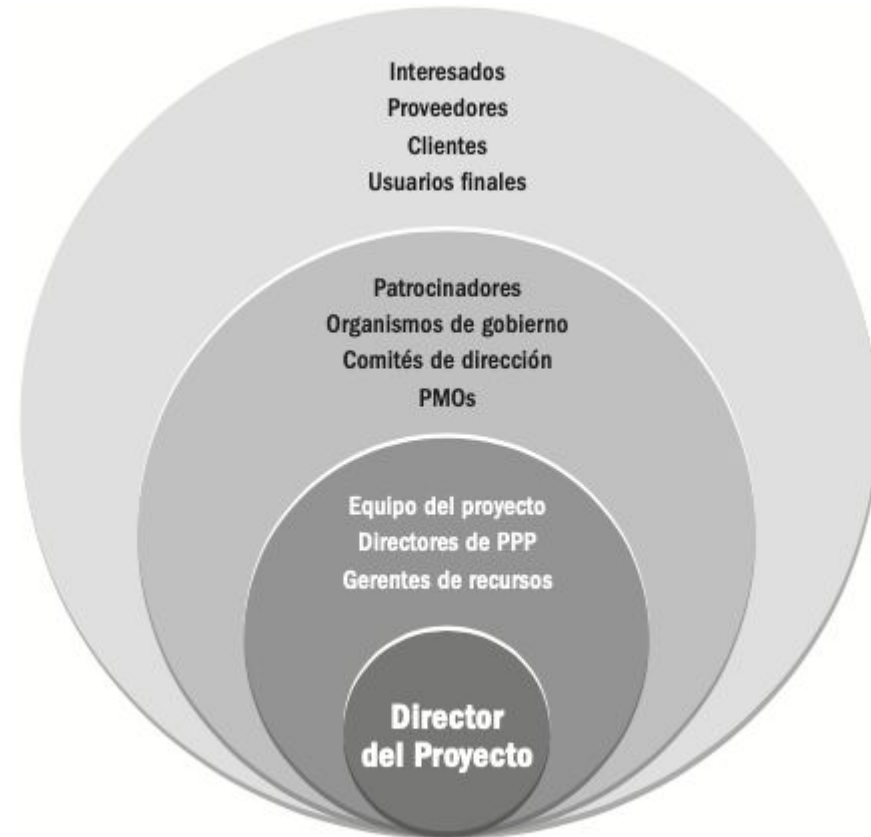 Interesados
Proveedores
Clientes
Usuarios finales
Patrocinadores
Organismos de gobierno
Comités de dirección
PMOs
Equipo del proyecto
Directores de PPP
Gerentes de recursos
Director
del Proyecto